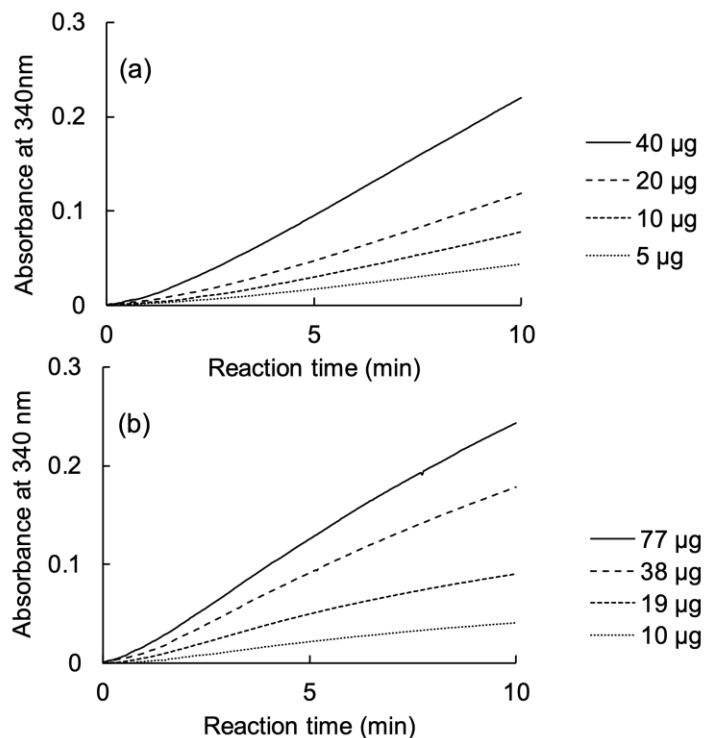 0.3
(a)
Absorbance at 340nm
0.2
0.1
0
0 5 10
Reaction time (min)
40 µg
20 µg
10 µg
5 µg
0.3
(b)
Absorbance at 340 nm
0.2
0.1
0
0 5 10
Reaction time (min)
77 µg
38 µg
19 µg
10 µg